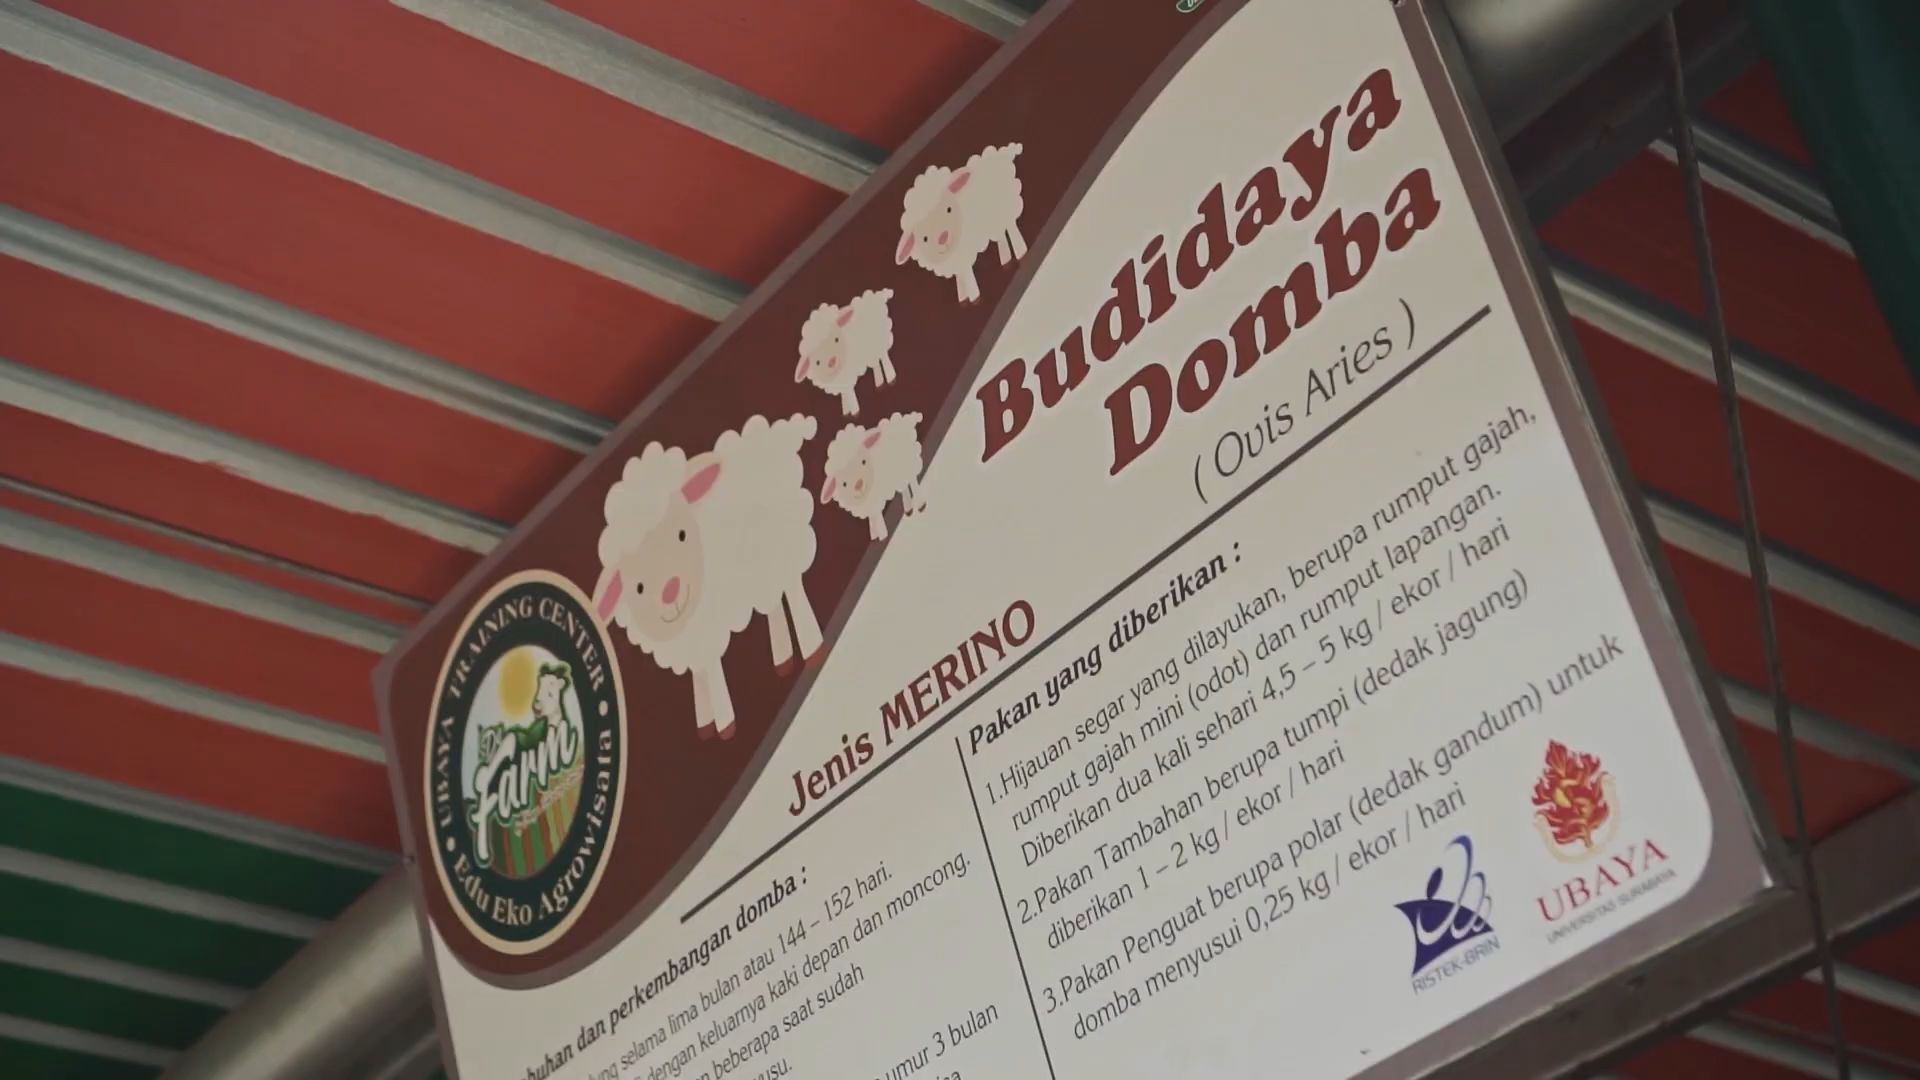 Budidaya
Domba
( Ovis Aries )
Jenis MERINO
UBAYA TRAINING CENTER
Farm
Edu Eko Agrowisata
dan perkembangan domba :
selama lima bulan atau 144 – 152 hari.
dengan keluarnya kaki depan dan moncong.
beberapa saat sudah
umur 3 bulan
Pakan yang diberikan :
1.Hijauan segar yang dilayukan, berupa rumput gajah,
rumput gajah mini (odot) dan rumput lapangan.
Diberikan dua kali sehari 4,5 – 5 kg / ekor / hari
2.Pakan Tambahan berupa tumpi (dedak jagung)
diberikan 1 – 2 kg / ekor / hari
3.Pakan Penguat berupa polar (dedak gandum) untuk
domba menyusui 0,25 kg / ekor / hari
RISTEK-BRIN
UBAYA
UNIVERSITAS SURABAYA